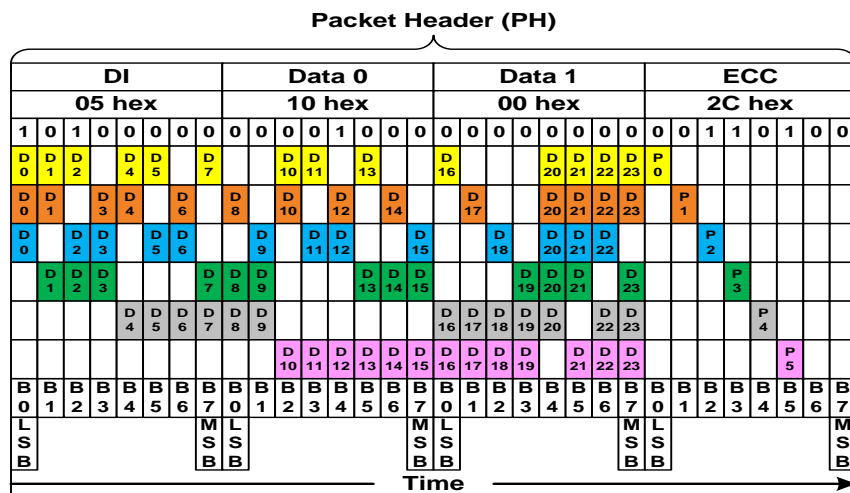 Packet Header (PH)
DI Data 0 Data 1 ECC
05 hex 10 hex 00 hex 2C hex
1 0 1 0 0 0 0 0 0 0 0 0 1 0 0 0 0 0 0 0 0 0 0 0 0 0 1 1 0 1 0 0
D0 D1 D2 D4 D5 D7 D10 D11 D13 D16 D20 D21 D22 D23 P0
D0 D1 D3 D4 D6 D8 D10 D12 D14 D17 D20 D21 D22 D23 P1
D0 D2 D3 D5 D6 D9 D11 D12 D15 D18 D20 D21 D22 P2
D1 D2 D3 D7 D8 D9 D13 D14 D15 D19 D20 D21 D23 P3
D4 D5 D6 D7 D8 D9 D16 D17 D18 D19 D20 D22 D23 P4
D10 D11 D12 D13 D14 D15 D16 D17 D18 D19 D21 D22 D23 P5
B0 B1 B2 B3 B4 B5 B6 B7 B0 B1 B2 B3 B4 B5 B6 B7 B0 B1 B2 B3 B4 B5 B6 B7 B0 B1 B2 B3 B4 B5 B6 B7
LSB MSB LSB MSB LSB MSB LSB MSB
Time